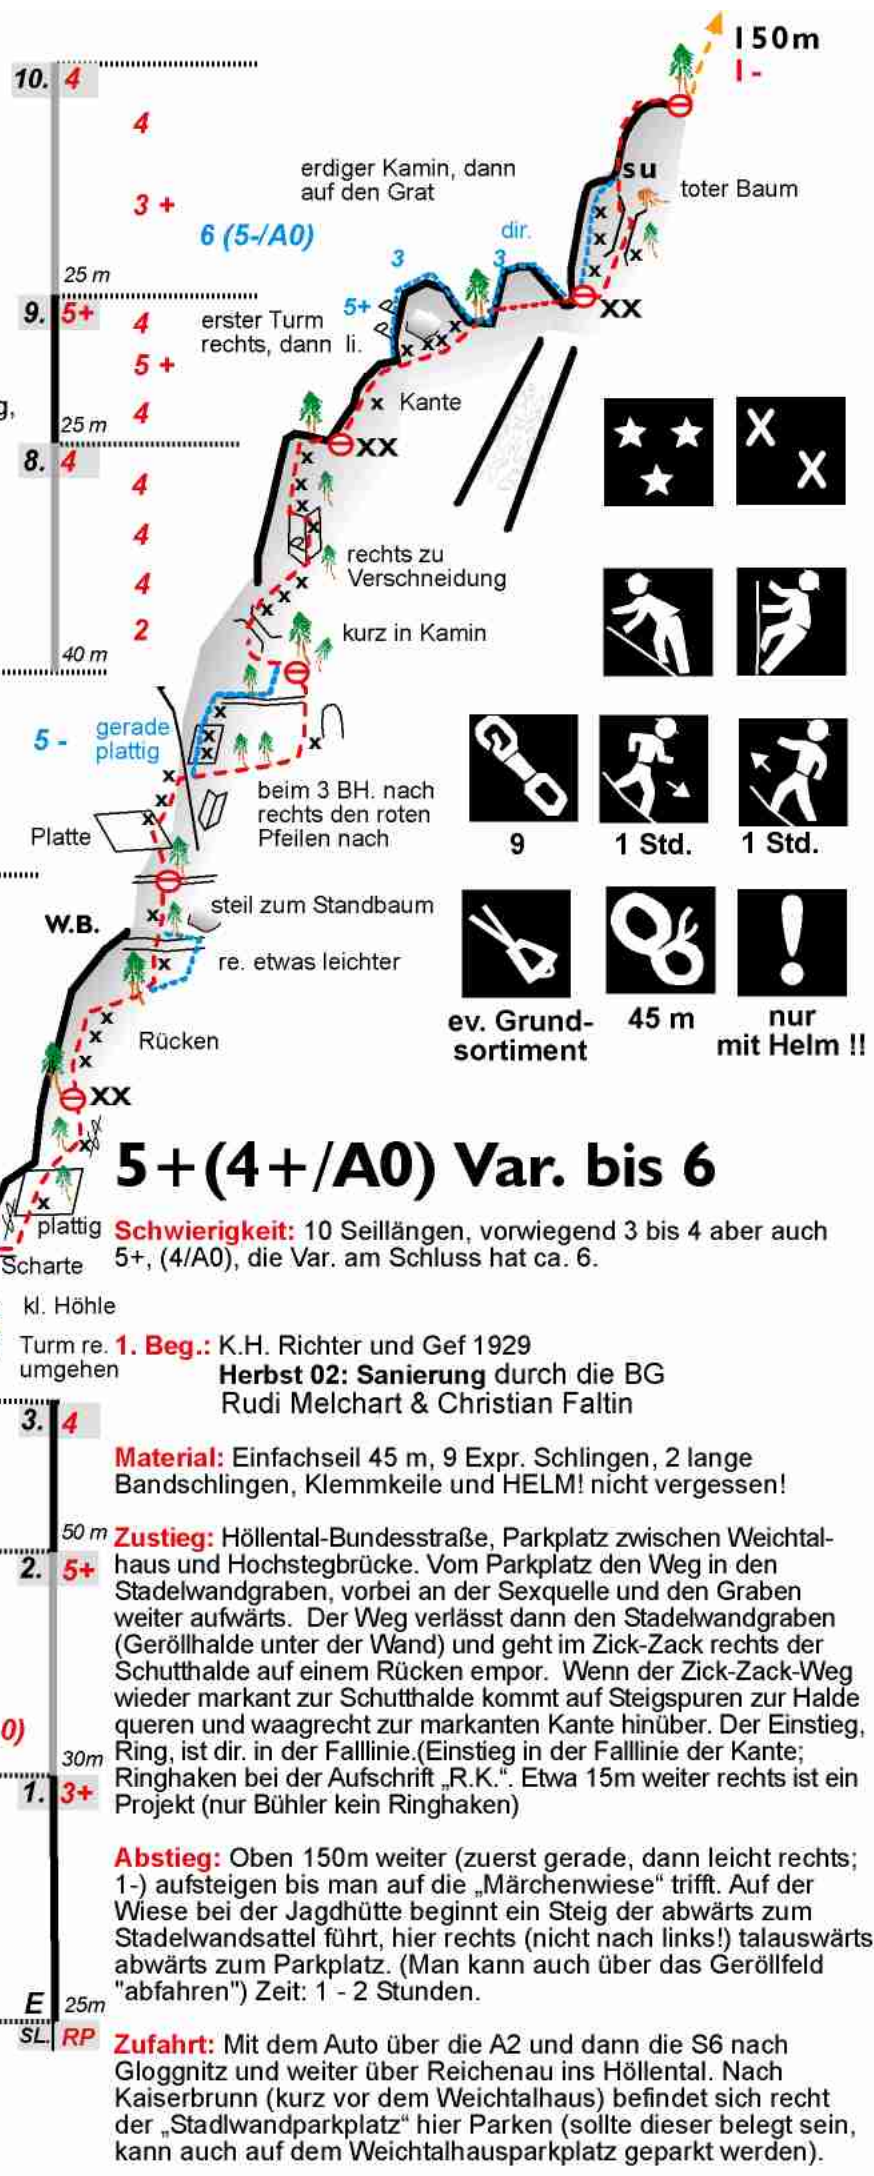 150m
1-
10. 4
4
erdiger Kamin, dann
auf den Grat
su
toter Baum
3 +
6 (5-/A0)
dir.
3
3
25 m
9. 5+
4
erster Turm
rechts, dann li.
5+
XX
5 +
Kante
4
g,
25 m
XX
8. 4
4
4
rechts zu
Verschneidung
4
2
kurz in Kamin
40 m
5 -
gerade
plattig
beim 3 BH. nach
rechts den roten
Pfeilen nach
Platte
9
1 Std.
1 Std.
steil zum Standbaum
W.B.
re. etwas leichter
ev. Grund-
sortiment
45 m
nur
mit Helm !!
Rücken
XX
5+(4+/A0) Var. bis 6
plattig
Scharte
Schwierigkeit: 10 Seillängen, vorwiegend 3 bis 4 aber auch
5+, (4/A0), die Var. am Schluss hat ca. 6.
kl. Höhle
Turm re.
umgehen
1. Beg.: K.H. Richter und Gef 1929
Herbst 02: Sanierung durch die BG
Rudi Melchart & Christian Faltin
3. 4
Material: Einfachseil 45 m, 9 Expr. Schlingen, 2 lange
Bandschlingen, Klemmkeile und HELM! nicht vergessen!
50 m
2. 5+
Zustieg: Höllental-Bundesstraße, Parkplatz zwischen Weichtal-
haus und Hochstegbrücke. Vom Parkplatz den Weg in den
Stadelwandgraben, vorbei an der Sexquelle und den Graben
weiter aufwärts. Der Weg verlässt dann den Stadelwandgraben
(Geröllhalde unter der Wand) und geht im Zick-Zack rechts der
Schutthalde auf einem Rücken empor. Wenn der Zick-Zack-Weg
wieder markant zur Schutthalde kommt auf Steigspuren zur Halde
queren und waagrecht zur markanten Kante hinüber. Der Einstieg,
Ring, ist dir. in der Falllinie.(Einstieg in der Falllinie der Kante;
Ringhaken bei der Aufschrift „R.K.“. Etwa 15m weiter rechts ist ein
Projekt (nur Bühler kein Ringhaken)
0)
30m
1. 3+
Abstieg: Oben 150m weiter (zuerst gerade, dann leicht rechts;
1-) aufsteigen bis man auf die „Märchenwiese“ trifft. Auf der
Wiese bei der Jagdhütte beginnt ein Steig der abwärts zum
Stadelwandsattel führt, hier rechts (nicht nach links!) talauswärts
abwärts zum Parkplatz. (Man kann auch über das Geröllfeld
"abfahren") Zeit: 1 - 2 Stunden.
E
25m
SL. RP
Zufahrt: Mit dem Auto über die A2 und dann die S6 nach
Gloggnitz und weiter über Reichenau ins Höllental. Nach
Kaiserbrunn (kurz vor dem Weichtalhaus) befindet sich recht
der „Stadlwandparkplatz“ hier Parken (sollte dieser belegt sein,
kann auch auf dem Weichtalhausparkplatz geparkt werden).